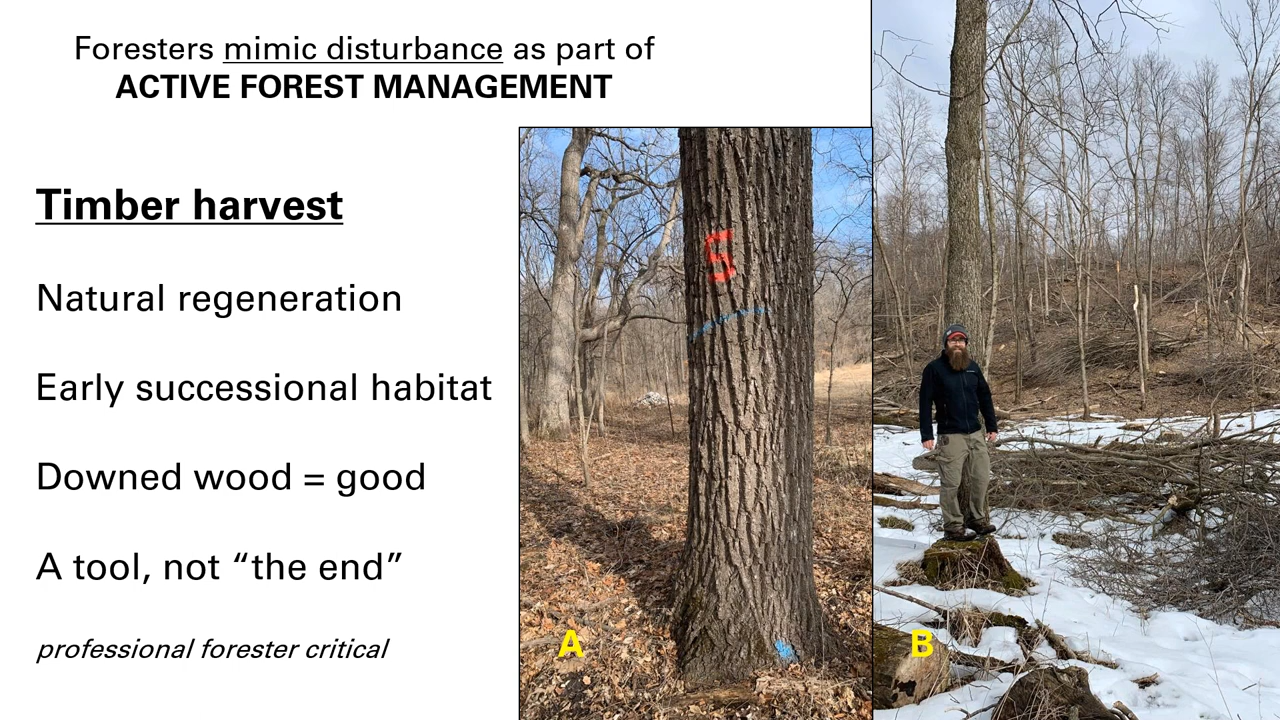 Foresters mimic disturbance as part of
ACTIVE FOREST MANAGEMENT
Timber harvest
Natural regeneration
Early successional habitat
Downed wood = good
A tool, not “the end”
professional forester critical
5
A
B